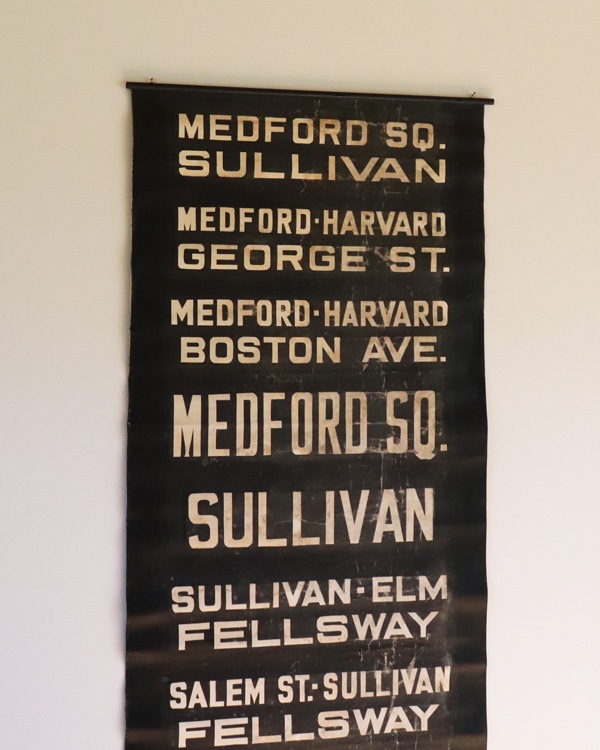 MEDFORD SQ.
SULLIVAN
MEDFORD·HARVARD
GEORGE ST.
MEDFORD·HARVARD
BOSTON AVE.
MEDFORD SQ.
SULLIVAN
SULLIVAN-ELM
FELLSWAY
SALEM ST.-SULLIVAN
FELLSWAY